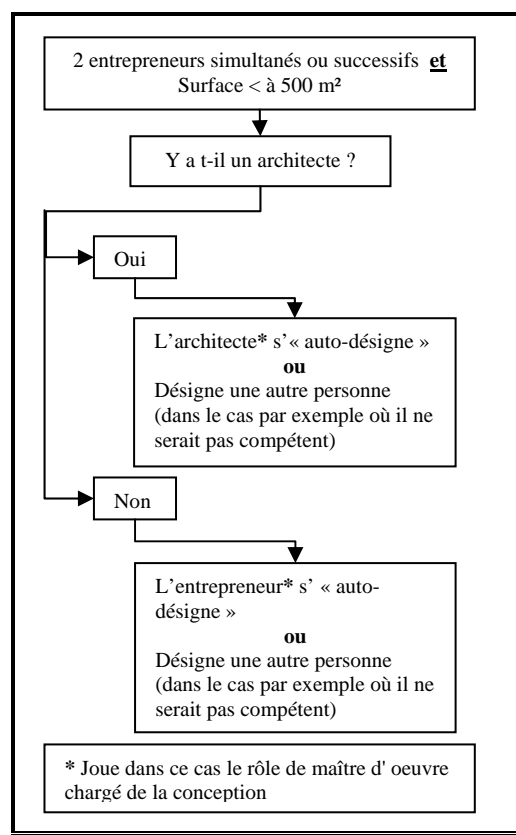 2 entrepreneurs simultanés ou successifs et
Surface < à 500 m²
Y a t-il un architecte ?
Oui
L'architecte* s'« auto-désigne »
ou
Désigne une autre personne
(dans le cas par exemple où il ne
serait pas compétent)
Non
L'entrepreneur* s' « auto-
désigne »
ou
Désigne une autre personne
(dans le cas par exemple où il ne
serait pas compétent)
* Joue dans ce cas le rôle de maître d' oeuvre
chargé de la conception